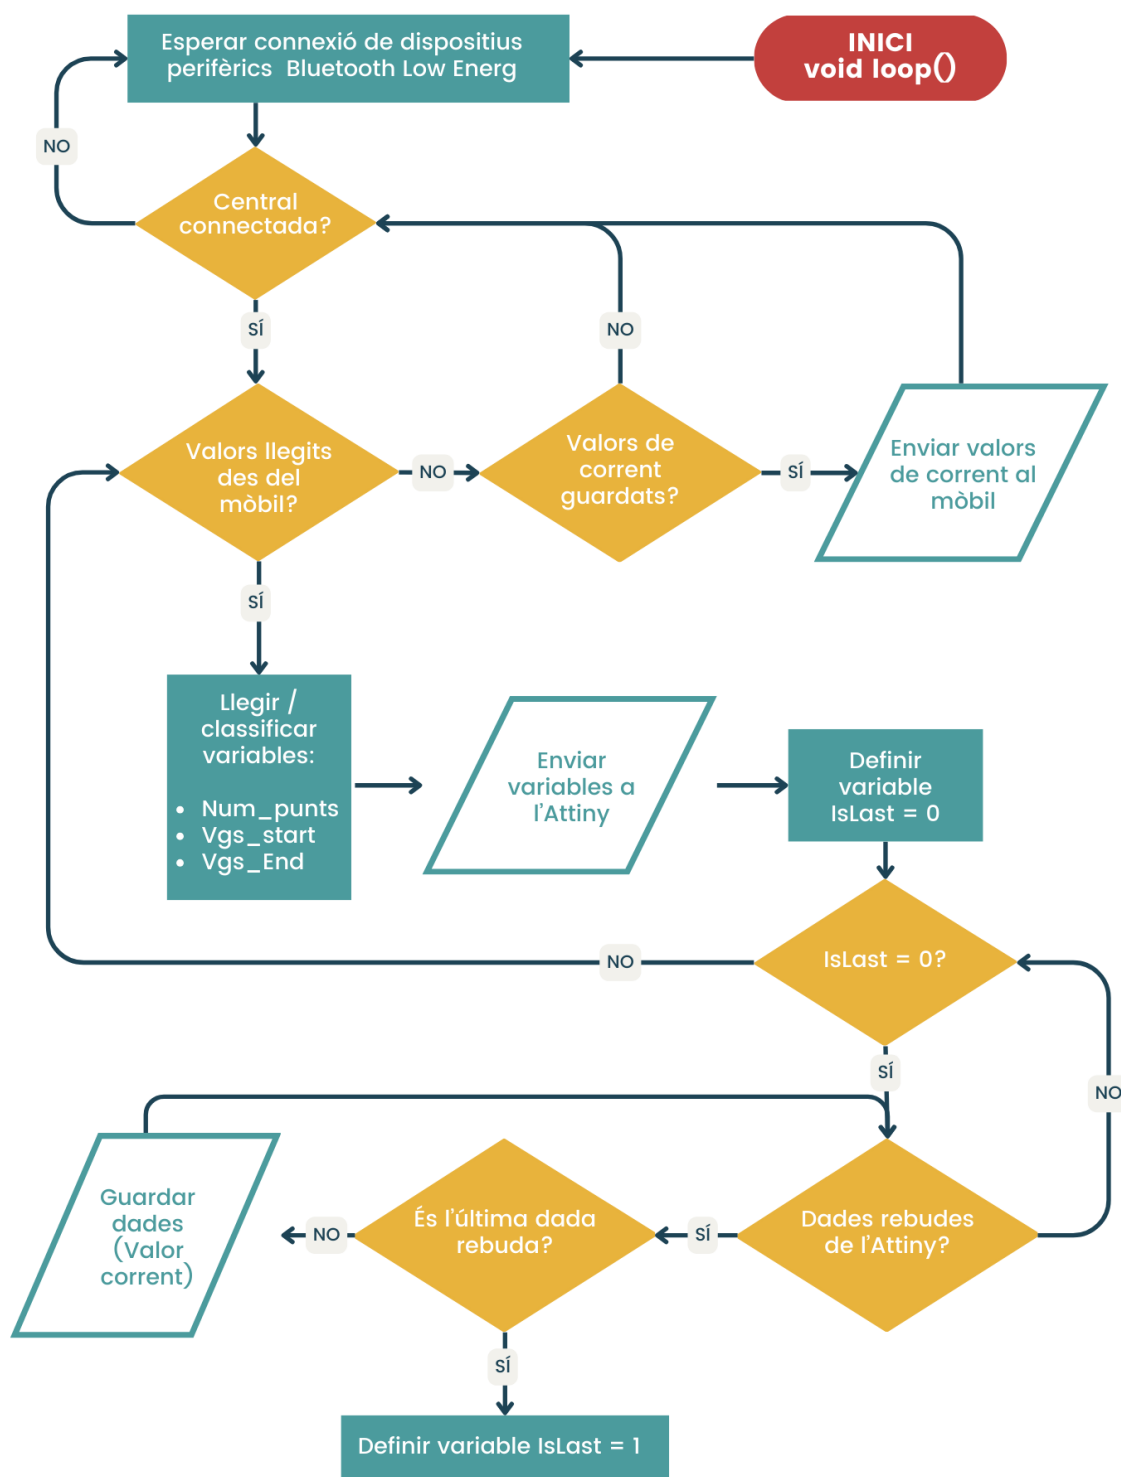 Esperar connexió de dispositius
perifèrics Bluetooth Low Energ
INICI
void loop()
NO
Central
connectada?
SÍ
NO
Valors llegits
des del
mòbil?
NO
Valors de
corrent
guardats?
SÍ
Enviar valors
de corrent al
mòbil
SÍ
Llegir /
classificar
variables:
• Num_punts
• Vgs_start
• Vgs_End
Enviar
variables a
l'Attiny
Definir
variable
IsLast = 0
NO
IsLast = 0?
SÍ
NO
Guardar
dades
(Valor
corrent)
NO
És l'última dada
rebuda?
SÍ
Dades rebudes
de l'Attiny?
SÍ
Definir variable IsLast = 1